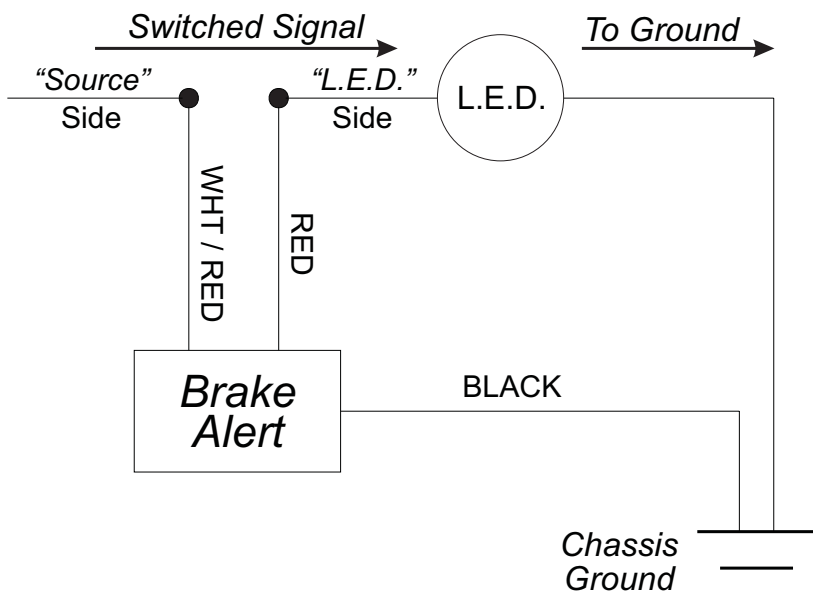 Switched Signal
To Ground
“Source”
Side
“L.E.D.”
Side
L.E.D.
WHT / RED
RED
Brake
Alert
BLACK
Chassis
Ground